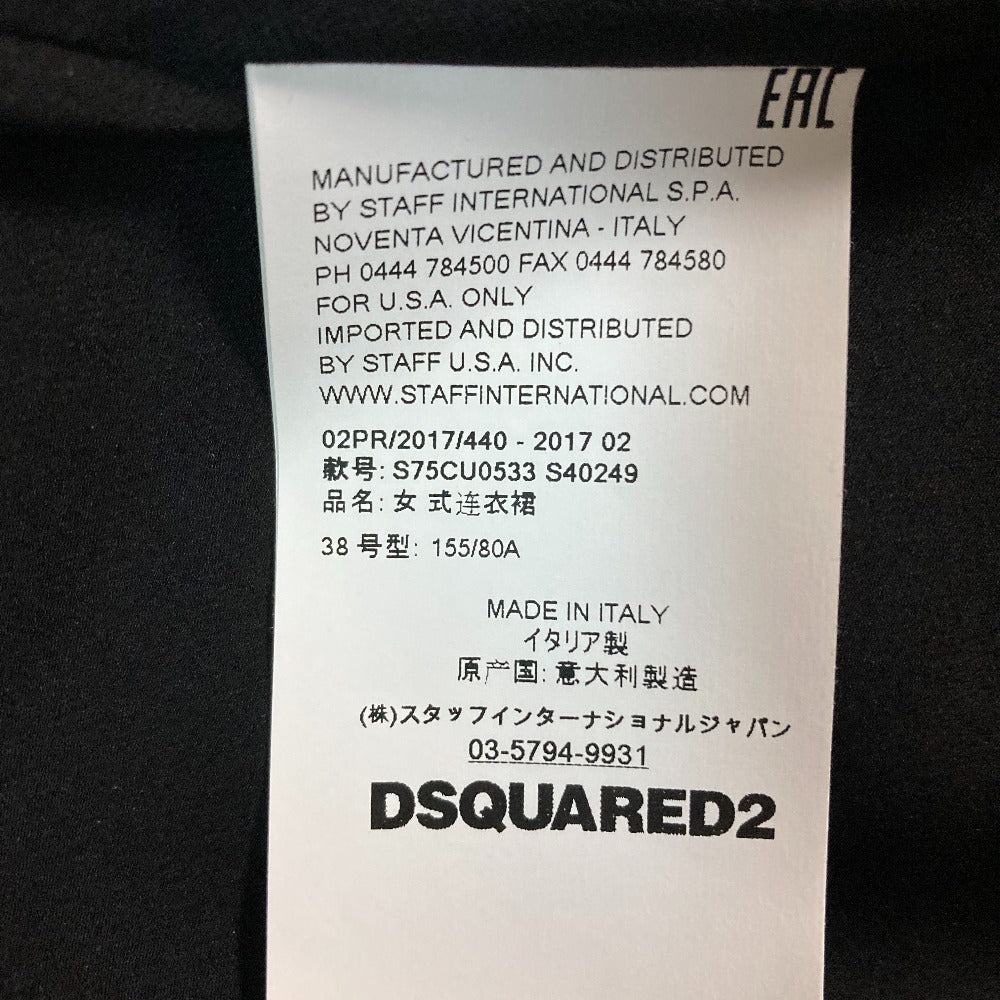 EAC
MANUFACTURED AND DISTRIBUTED
BY STAFF INTERNATIONAL S.P.A.
NOVENTA VICENTINA - ITALY
PH 0444 784500 FAX 0444 784580
FOR U.S.A. ONLY
IMPORTED AND DISTRIBUTED
BY STAFF U.S.A. INC.
WWW.STAFFINTERNATIONAL.COM
02PR/2017/440 - 2017 02
款号: S75CU0533 S40249
品名: 女 式连衣裙
38 号型: 155/80A
MADE IN ITALY
イタリア製
原产国: 意大利製造
(株)スタッフインターナショナルジャパン
03-5794-9931
DSQUARED2